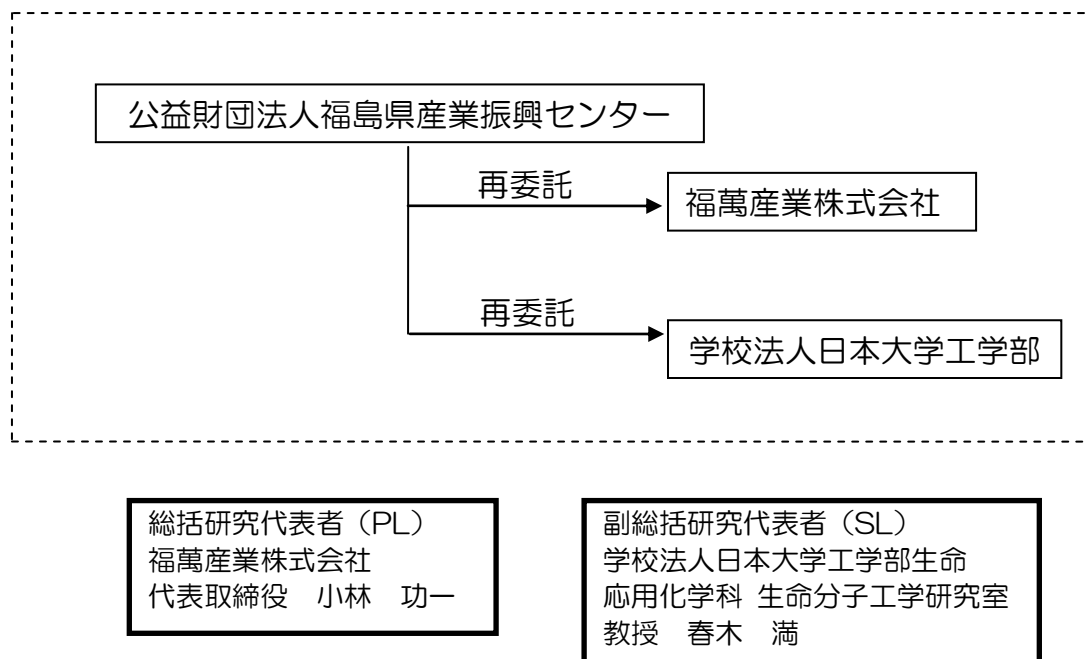 公益財団法人福島県産業振興センター
再委託
福萬産業株式会社
再委託
学校法人日本大学工学部
総括研究代表者（PL）
福萬産業株式会社
代表取締役　小林　功一
副総括研究代表者（SL）
学校法人日本大学工学部生命
応用化学科 生命分子工学研究室
教授　春木　満